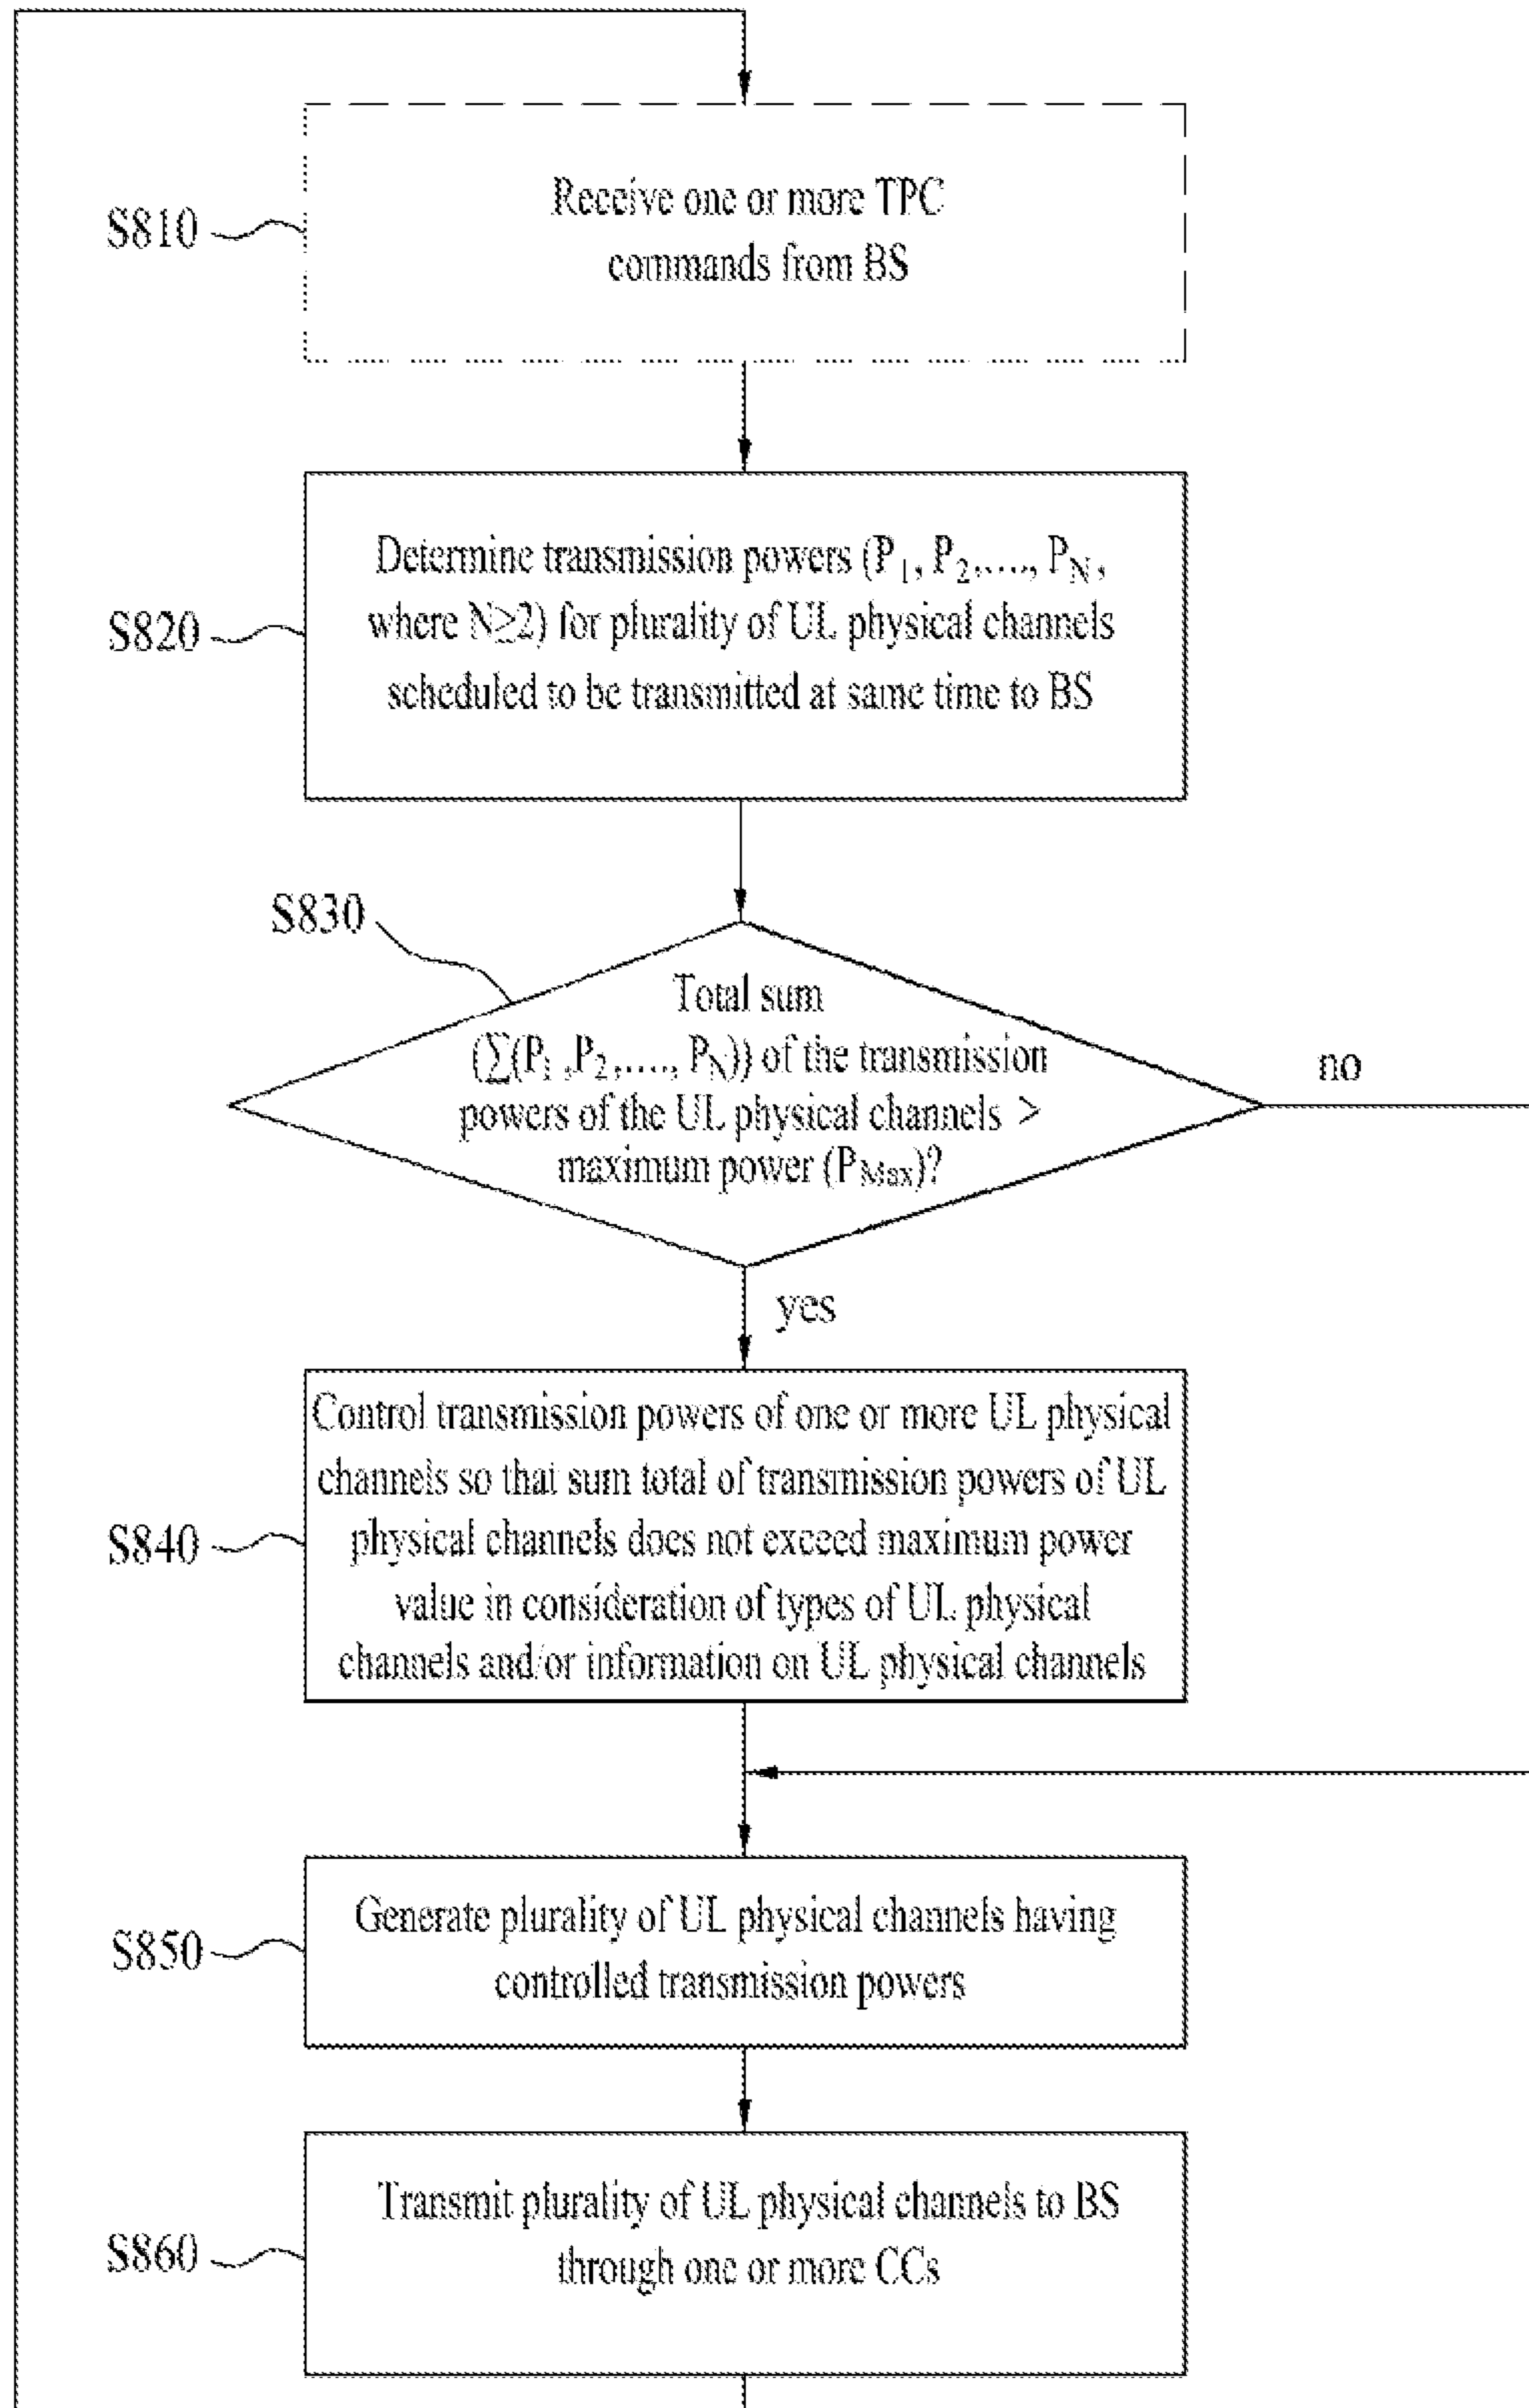 S810
Receive one or more TPC
commands from BS
S820
Determine transmission powers (P1, P2,...., PN,
where N≥2) for plurality of UL physical channels
scheduled to be transmitted at same time to BS
S830
Total sum
(∑(P1 ,P2,...., PN)) of the transmission
powers of the UL physical channels >
maximum power (PMax)?
no
yes
S840
Control transmission powers of one or more UL physical
channels so that sum total of transmission powers of UL
physical channels does not exceed maximum power
value in consideration of types of UL physical
channels and/or information on UL physical channels
S850
Generate plurality of UL physical channels having
controlled transmission powers
S860
Transmit plurality of UL physical channels to BS
through one or more CCs